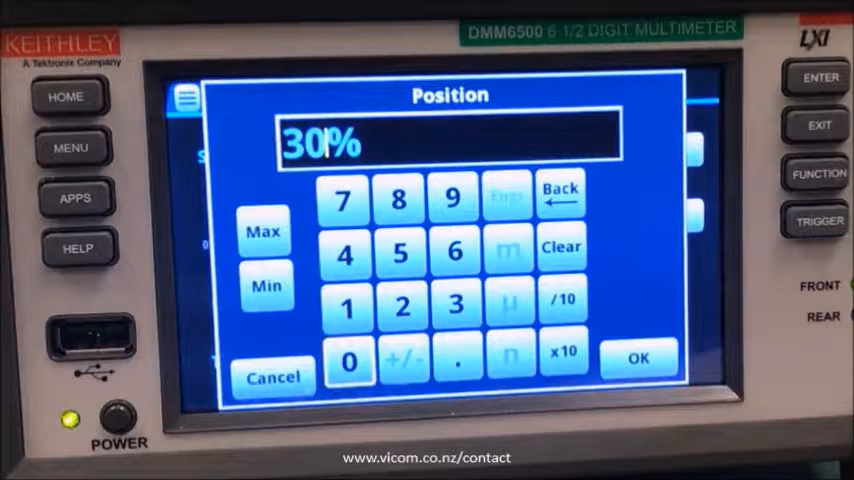 KEITHLEY
A Tektronix Company
DMM6500 6 1/2 DIGIT MULTIMETER
LXI
HOME
MENU
APPS
HELP
POWER
Position
30%
Max
Min
7 8 9 Engr Back
4 5 6 m Clear
1 2 3 µ /10
0 +/- . n x10
Cancel
OK
ENTER
EXIT
FUNCTION
TRIGGER
FRONT
REAR
www.vicom.co.nz/contact